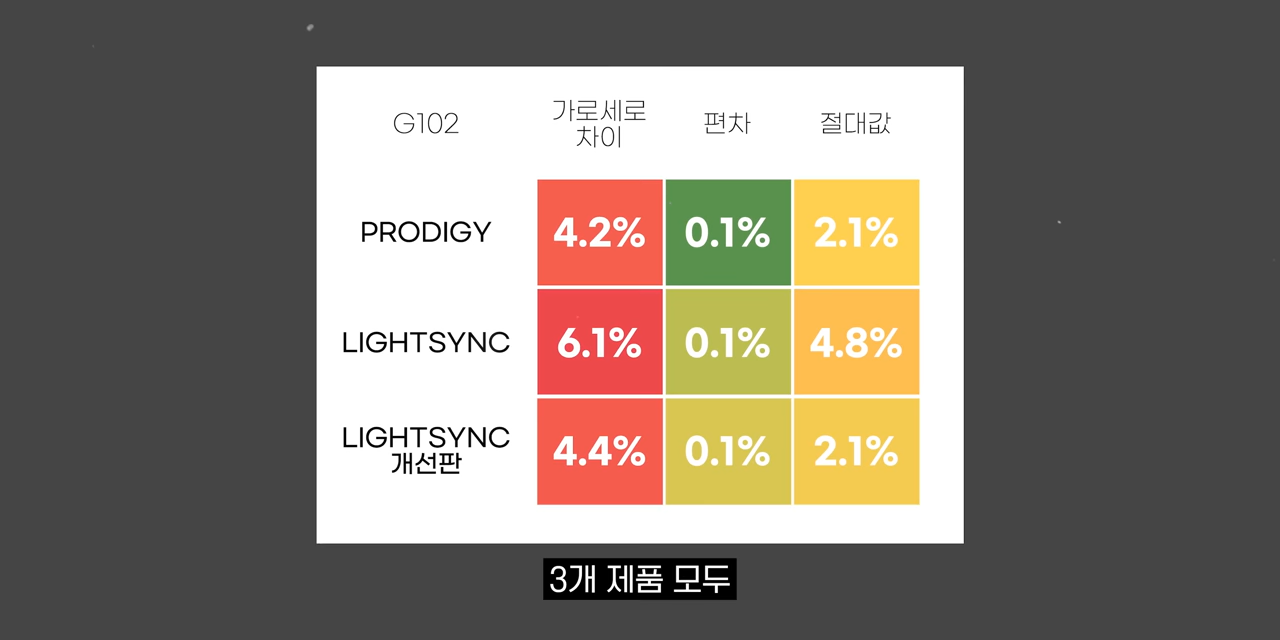 G102
가로세로
차이
편차
절대값
PRODIGY
4.2%
0.1%
2.1%
LIGHTSYNC
6.1%
0.1%
4.8%
LIGHTSYNC
개선판
4.4%
0.1%
2.1%
3개 제품 모두